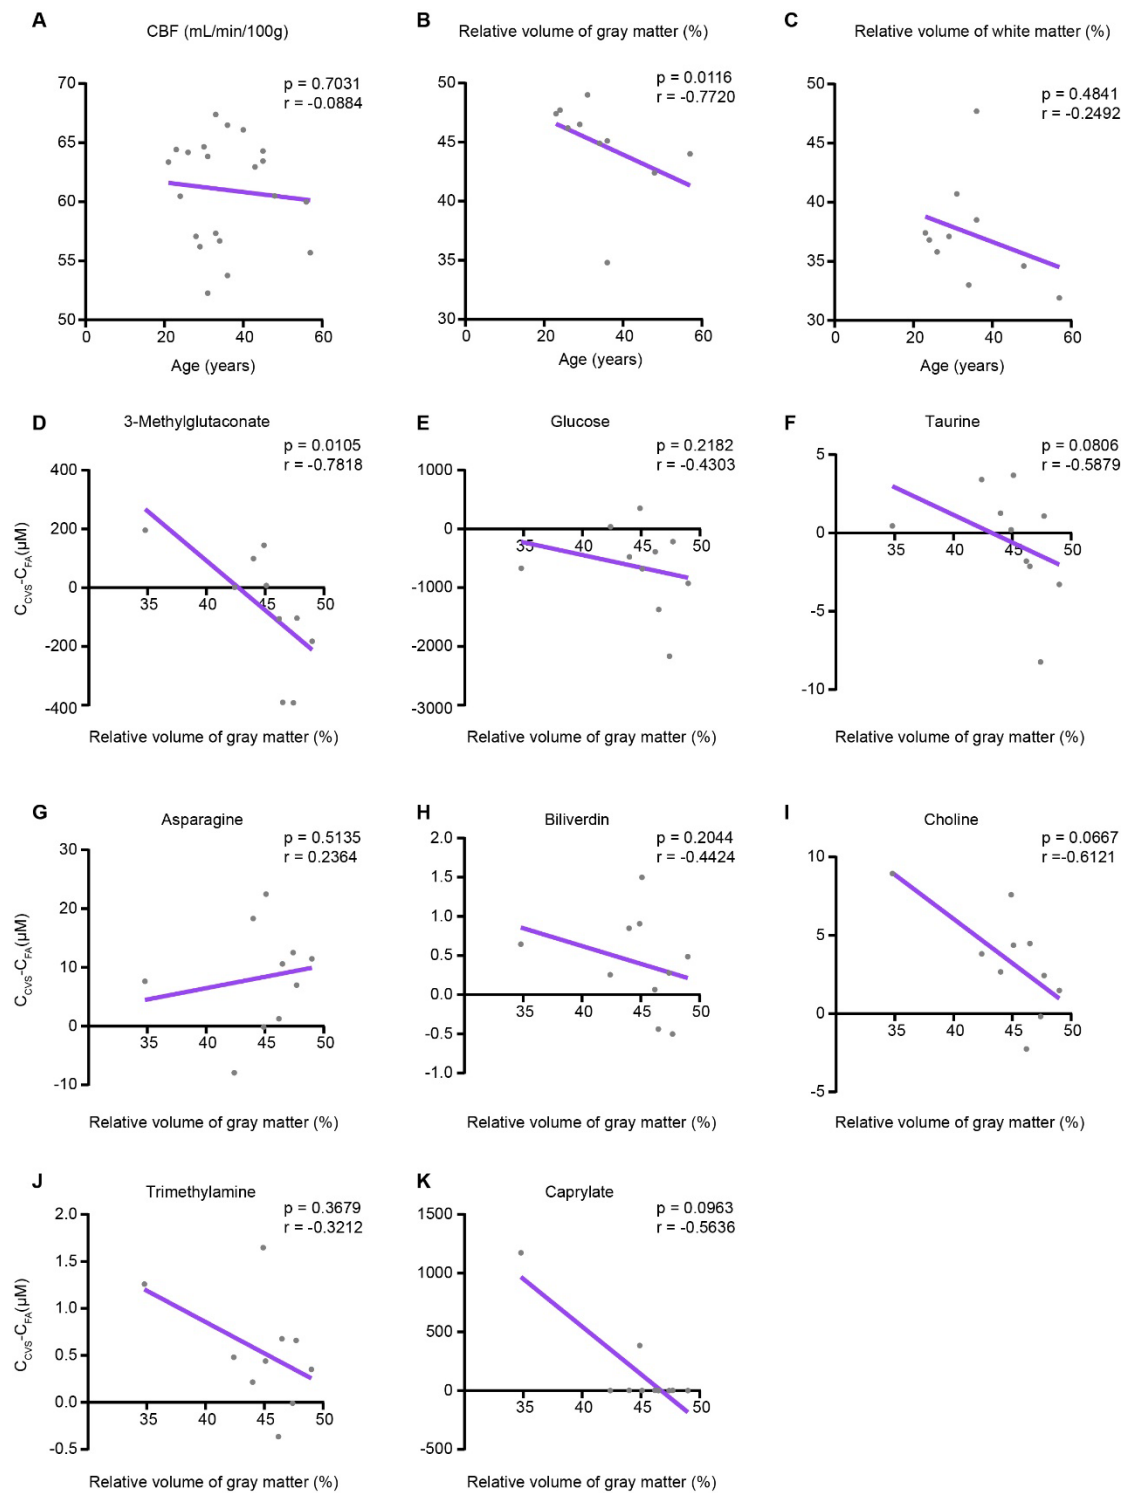 A
CBF (mL/min/100g)
p = 0.7031
r = -0.0884
70
65
60
55
50
0
20
40
60
Age (years)
B
Relative volume of gray matter (%)
p = 0.0116
r = -0.7720
50
45
40
35
30
0
20
40
60
Age (years)
C
Relative volume of white matter (%)
p = 0.4841
r = -0.2492
50
45
40
35
30
0
20
40
60
Age (years)
D
3-Methylglutaconate
p = 0.0105
r = -0.7818
C_CVS-C_FA(µM)
400
200
0
-200
-400
35
40
45
50
Relative volume of gray matter (%)
E
Glucose
p = 0.2182
r = -0.4303
1000
0
-1000
-2000
-3000
35
40
45
50
Relative volume of gray matter (%)
F
Taurine
p = 0.0806
r = -0.5879
5
0
-5
-10
35
40
45
50
Relative volume of gray matter (%)
G
Asparagine
p = 0.5135
r = 0.2364
C_CVS-C_FA(µM)
30
20
10
0
-10
35
40
45
50
Relative volume of gray matter (%)
H
Biliverdin
p = 0.2044
r = -0.4424
2.0
1.5
1.0
0.5
0.0
-0.5
-1.0
35
40
45
50
Relative volume of gray matter (%)
I
Choline
p = 0.0667
r =-0.6121
10
5
0
-5
35
40
45
50
Relative volume of gray matter (%)
J
Trimethylamine
p = 0.3679
r = -0.3212
C_CVS-C_FA(µM)
2.0
1.5
1.0
0.5
0.0
-0.5
35
40
45
50
Relative volume of gray matter (%)
K
Caprylate
p = 0.0963
r = -0.5636
1500
1000
500
0
-500
35
40
45
50
Relative volume of gray matter (%)